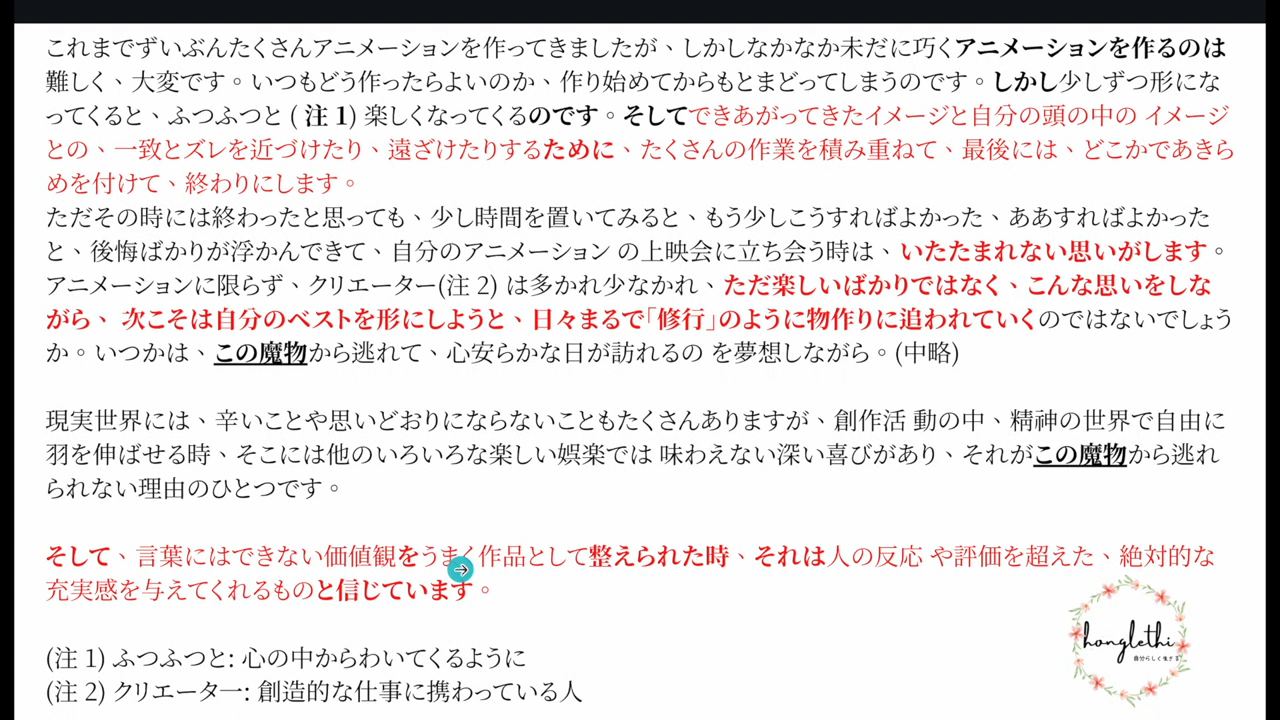 これまでずいぶんたくさんアニメーションを作ってきましたが、しかしなかなか未だに巧くアニメーションを作るのは
難しく、大変です。いつもどう作ったらよいのか、作り始めてからもとまどってしまうのです。しかし少しずつ形にな
ってくると、ふつふつと ( 注 1) 楽しくなってくるのです。そしてできあがってきたイメージと自分の頭の中の イメージ
との、一致とズレを近づけたり、遠ざけたりするために、たくさんの作業を積み重ねて、最後には、どこかであきら
めを付けて、終わりにします。
ただその時には終わったと思っても、少し時間を置いてみると、もう少しこうすればよかった、ああすればよかった
と、後悔ばかりが浮かんできて、自分のアニメーション の上映会に立ち会う時は、いたたまれない思いがします。
アニメーションに限らず、クリエーター(注 2) は多かれ少なかれ、ただ楽しいばかりではなく、こんな思いをしな
がら、 次こそは自分のベストを形にしようと、日々まるで「修行」のように物作りに追われていくのではないでしょう
か。いつかは、この魔物から逃れて、心安らかな日が訪れるの を夢想しながら。(中略)
現実世界には、辛いことや思いどおりにならないこともたくさんありますが、創作活 動の中、精神の世界で自由に
羽を伸ばせる時、そこには他のいろいろな楽しい娯楽では 味わえない深い喜びがあり、それがこの魔物から逃れ
られない理由のひとつです。
そして、言葉にはできない価値観をうまく作品として整えられた時、それは人の反応 や評価を超えた、絶対的な
充実感を与えてくれるものと信じています。
(注 1) ふつふつと: 心の中からわいてくるように
(注 2) クリエーター: 創造的な仕事に携わっている人
honglethi
自分らしく生きる